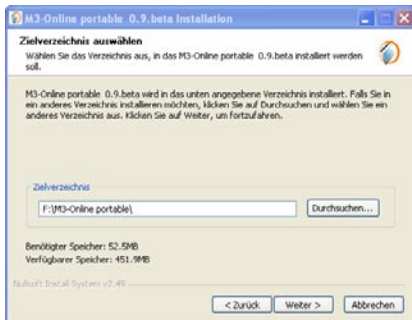 M3-Online portable 0.9.beta Installation
Zielverzeichnis auswählen
Wählen Sie das Verzeichnis aus, in das M3-Online portable 0.9.beta installiert werden
soll.
M3-Online portable 0.9.beta wird in das unten angegebene Verzeichnis installiert. Falls Sie in
ein anderes Verzeichnis installieren möchten, klicken Sie auf Durchsuchen und wählen Sie ein
anderes Verzeichnis aus. Klicken Sie auf Weiter, um fortzufahren.
Zielverzeichnis
F:\M3-Online portable\
Durchsuchen...
Benötigter Speicher: 52.5MB
Verfügbarer Speicher: 451.9MB
Nullsoft Install System v2.45
< Zurück
Weiter >
Abbrechen